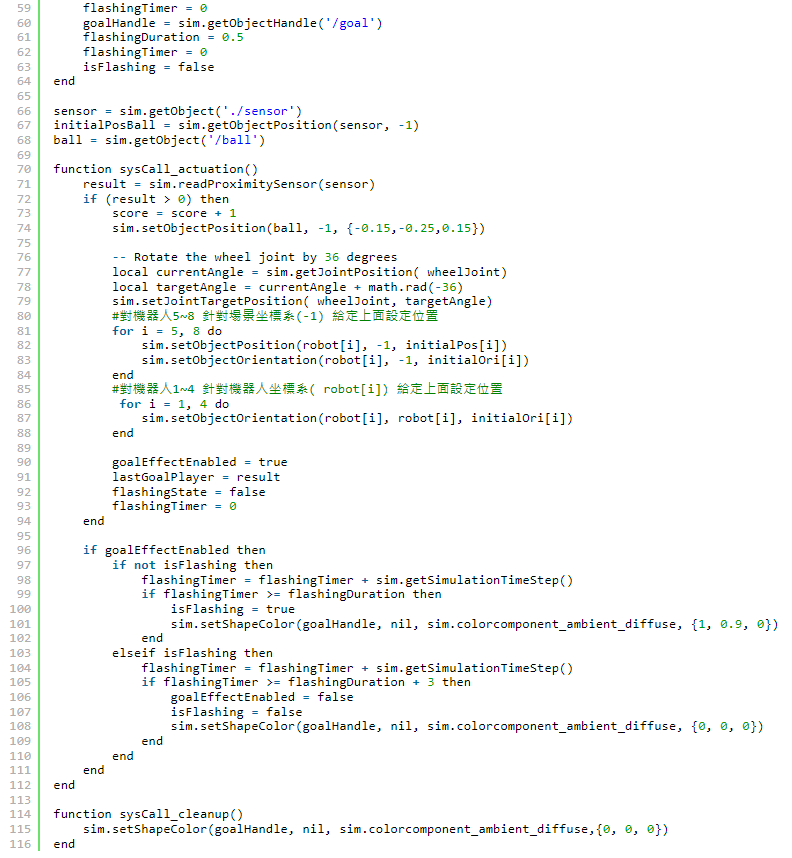 59 flashingTimer = 0
60 goalHandle = sim.getObjectHandle('/goal')
61 flashingDuration = 0.5
62 flashingTimer = 0
63 isFlashing = false
64 end
65
66 sensor = sim.getObject('./sensor')
67 initialPosBall = sim.getObjectPosition(sensor, -1)
68 ball = sim.getObject('/ball')
69
70 function sysCall_actuation()
71 result = sim.readProximitySensor(sensor)
72 if (result > 0) then
73 score = score + 1
74 sim.setObjectPosition(ball, -1, {-0.15,-0.25,0.15})
75
76 -- Rotate the wheel joint by 36 degrees
77 local currentAngle = sim.getJointPosition( wheelJoint)
78 local targetAngle = currentAngle + math.rad(-36)
79 sim.setJointTargetPosition( wheelJoint, targetAngle)
80 #對機器人5~8 針對場景坐標系(-1) 給定上面設定位置
81 for i = 5, 8 do
82 sim.setObjectPosition(robot[i], -1, initialPos[i])
83 sim.setObjectOrientation(robot[i], -1, initialOri[i])
84 end
85 #對機器人1~4 針對機器人坐標系( robot[i]) 給定上面設定位置
86 for i = 1, 4 do
87 sim.setObjectOrientation(robot[i], robot[i], initialOri[i])
88 end
89
90 goalEffectEnabled = true
91 lastGoalPlayer = result
92 flashingState = false
93 flashingTimer = 0
94 end
95
96 if goalEffectEnabled then
97 if not isFlashing then
98 flashingTimer = flashingTimer + sim.getSimulationTimeStep()
99 if flashingTimer >= flashingDuration then
100 isFlashing = true
101 sim.setShapeColor(goalHandle, nil, sim.colorcomponent_ambient_diffuse, {1, 0.9, 0})
102 end
103 elseif isFlashing then
104 flashingTimer = flashingTimer + sim.getSimulationTimeStep()
105 if flashingTimer >= flashingDuration + 3 then
106 goalEffectEnabled = false
107 isFlashing = false
108 sim.setShapeColor(goalHandle, nil, sim.colorcomponent_ambient_diffuse, {0, 0, 0})
109 end
110 end
111 end
112 end
113
114 function sysCall_cleanup()
115 sim.setShapeColor(goalHandle, nil, sim.colorcomponent_ambient_diffuse,{0, 0, 0})
116 end